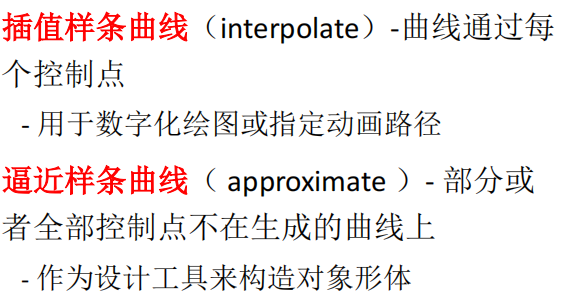 插值样条曲线（interpolate）-曲线通过每
个控制点
- 用于数字化绘图或指定动画路径
逼近样条曲线（ approximate ）- 部分或
者全部控制点不在生成的曲线上
- 作为设计工具来构造对象形体